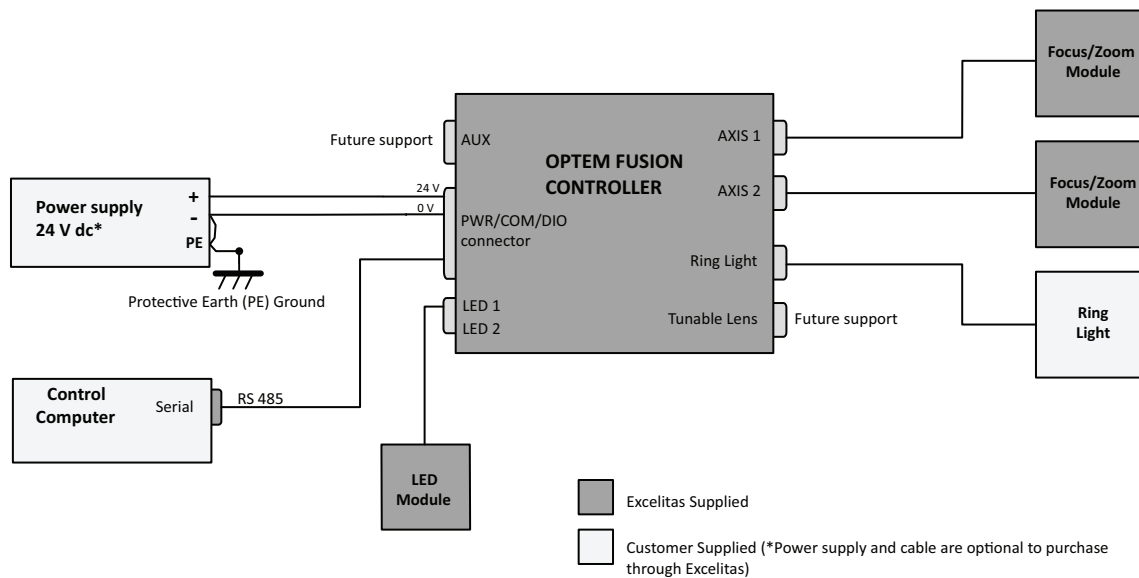 Focus/Zoom
Module
Future support
AUX
AXIS 1
OPTEM FUSION
CONTROLLER
AXIS 2
Focus/Zoom
Module
Power supply
24 V dc*
+
-
PE
24 V
0 V
PWR/COM/DIO
connector
Ring Light
Protective Earth (PE) Ground
LED 1
LED 2
Tunable Lens
Future support
Ring
Light
Control
Computer
Serial
RS 485
LED
Module
Excelitas Supplied
Customer Supplied (*Power supply and cable are optional to purchase
through Excelitas)